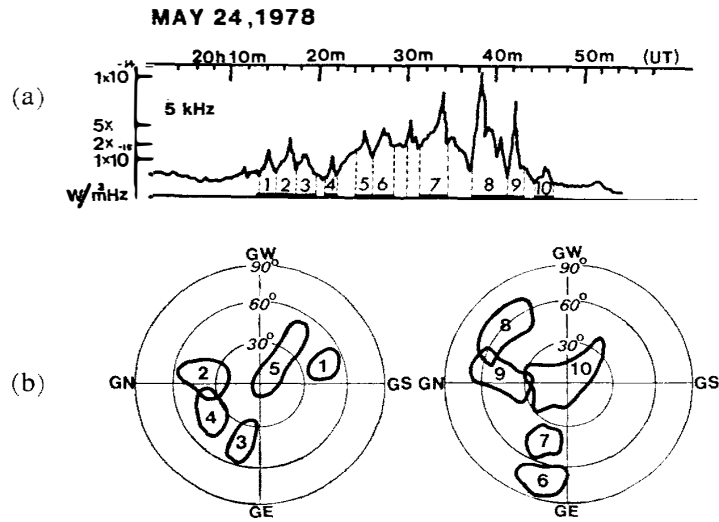 MAY 24,1978
20h10m 20m 30m 40m 50m (UT)
(a)
1×10
5 kHz
5×
2×
1×10
1 2 3 4 5 6 7 8 9 10
GW GW
90° 90°
60° 60°
30° 30°
(b)
GN GS GN GS
2 5 1 8 9 10
4 3 7 6
GE GE